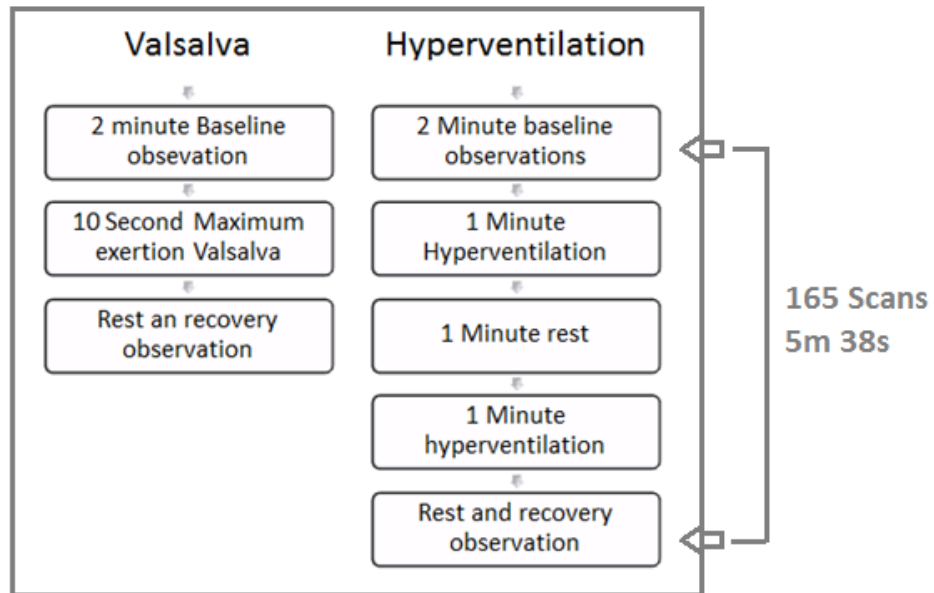 Valsalva
2 minute Baseline
obsevation
10 Second Maximum
exertion Valsalva
Rest an recovery
observation
Hyperventilation
2 Minute baseline
observations
1 Minute
Hyperventilation
1 Minute rest
1 Minute
hyperventilation
Rest and recovery
observation
165 Scans
5m 38s